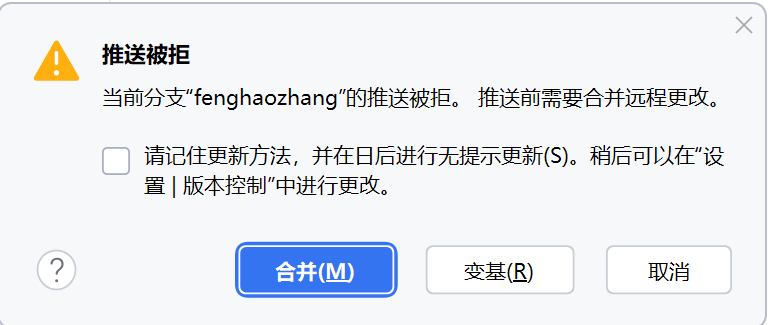 推送被拒
当前分支“fenghaozhang”的推送被拒。 推送前需要合并远程更改。
请记住更新方法，并在日后进行无提示更新(S)。稍后可以在“设
置 | 版本控制”中进行更改。
?
合并(M)
变基(R)
取消